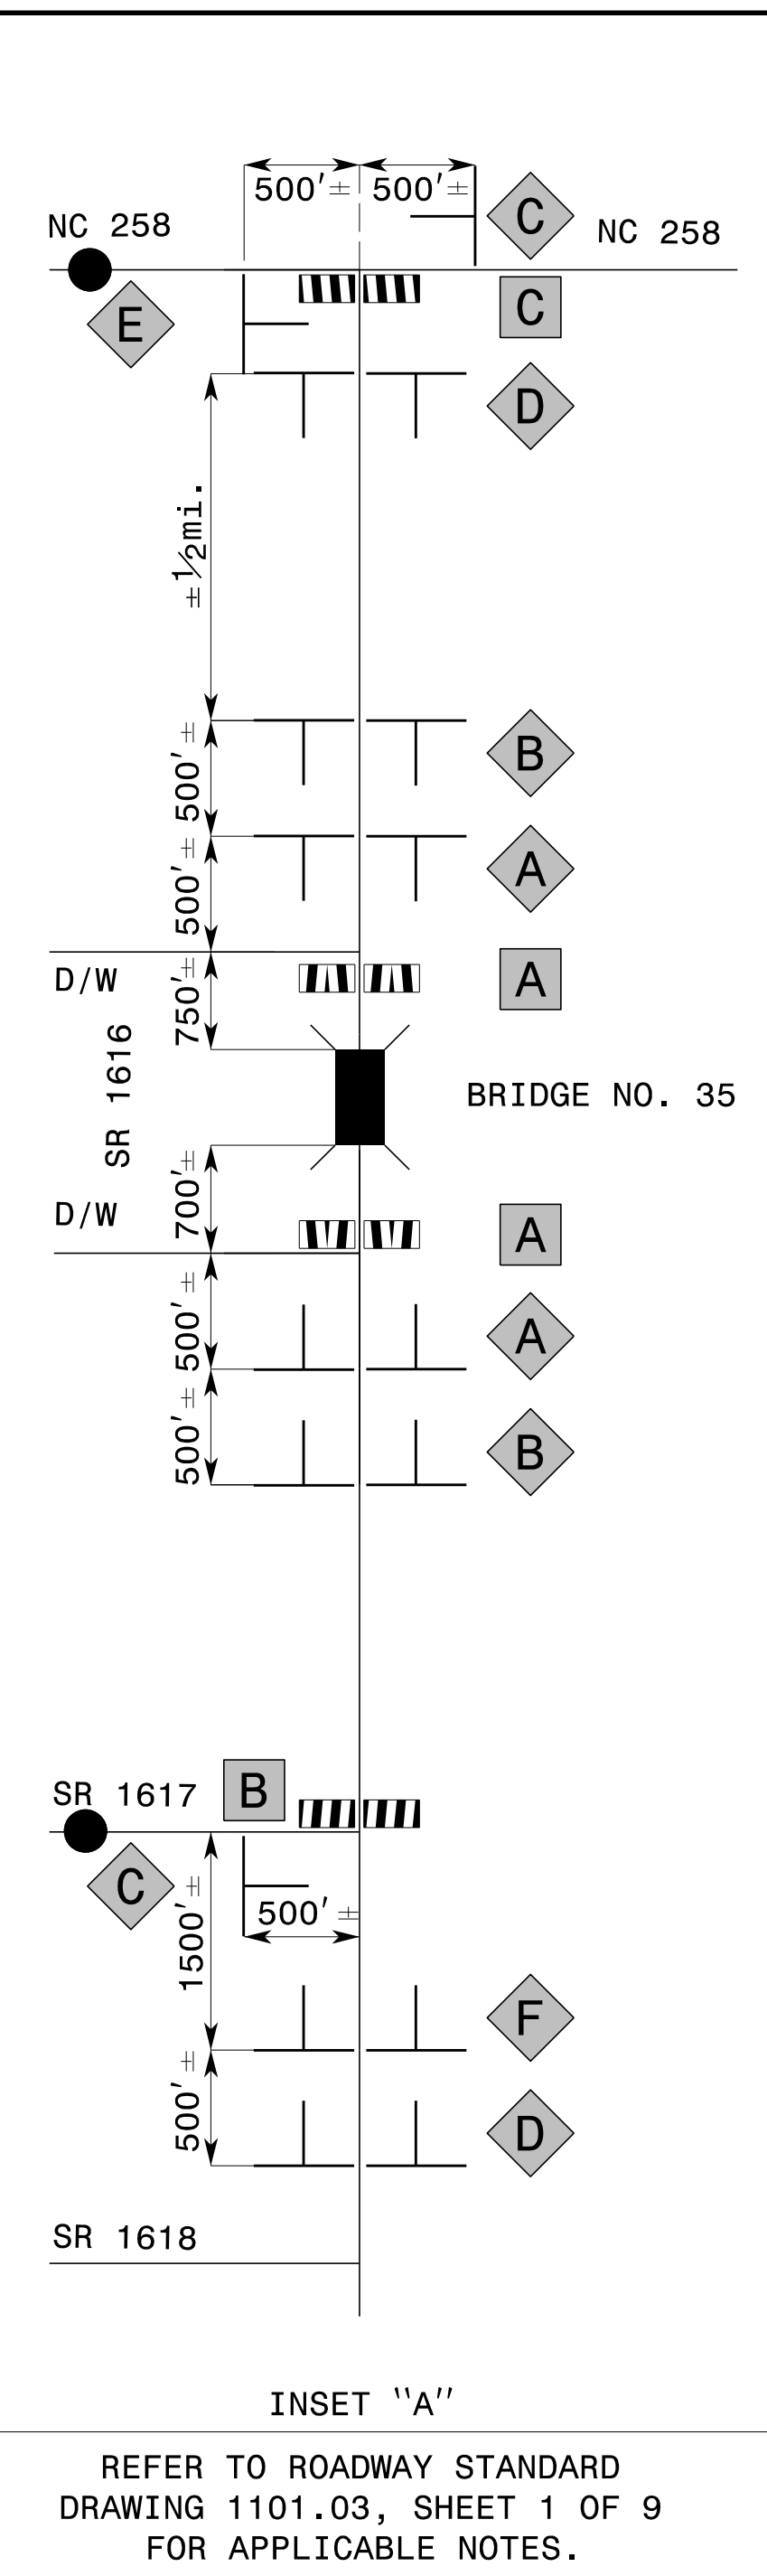 500'± 500'±
C
NC 258
NC 258
C
E
D
±1/2mi.
B
500'±
A
500'±
D/W
A
750'±
SR 1616
BRIDGE NO. 35
700'±
D/W
A
500'±
A
500'±
B
B
SR 1617
C
500'±
1500'±
F
500'±
D
SR 1618
INSET "A"
REFER TO ROADWAY STANDARD
DRAWING 1101.03, SHEET 1 OF 9
FOR APPLICABLE NOTES.